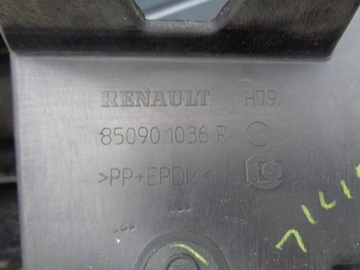 RENAULT H79
850901036R
>PP+EPDM<